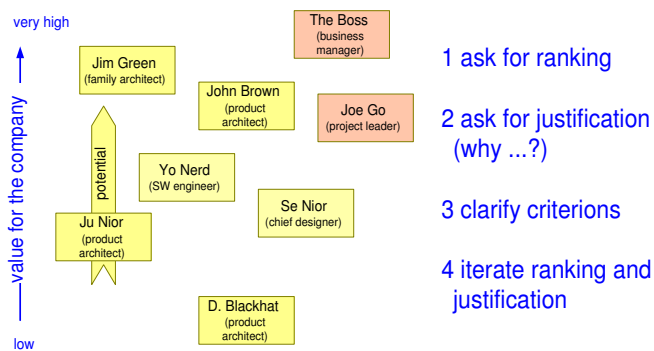 very high
value for the company
low
The Boss
(business
manager)
Jim Green
(family architect)
John Brown
(product
architect)
Joe Go
(project leader)
potential
Yo Nerd
(SW engineer)
Se Nior
(chief designer)
Ju Nior
(product
architect)
D. Blackhat
(product
architect)
1 ask for ranking
2 ask for justification
(why ...?)
3 clarify criterions
4 iterate ranking and
justification